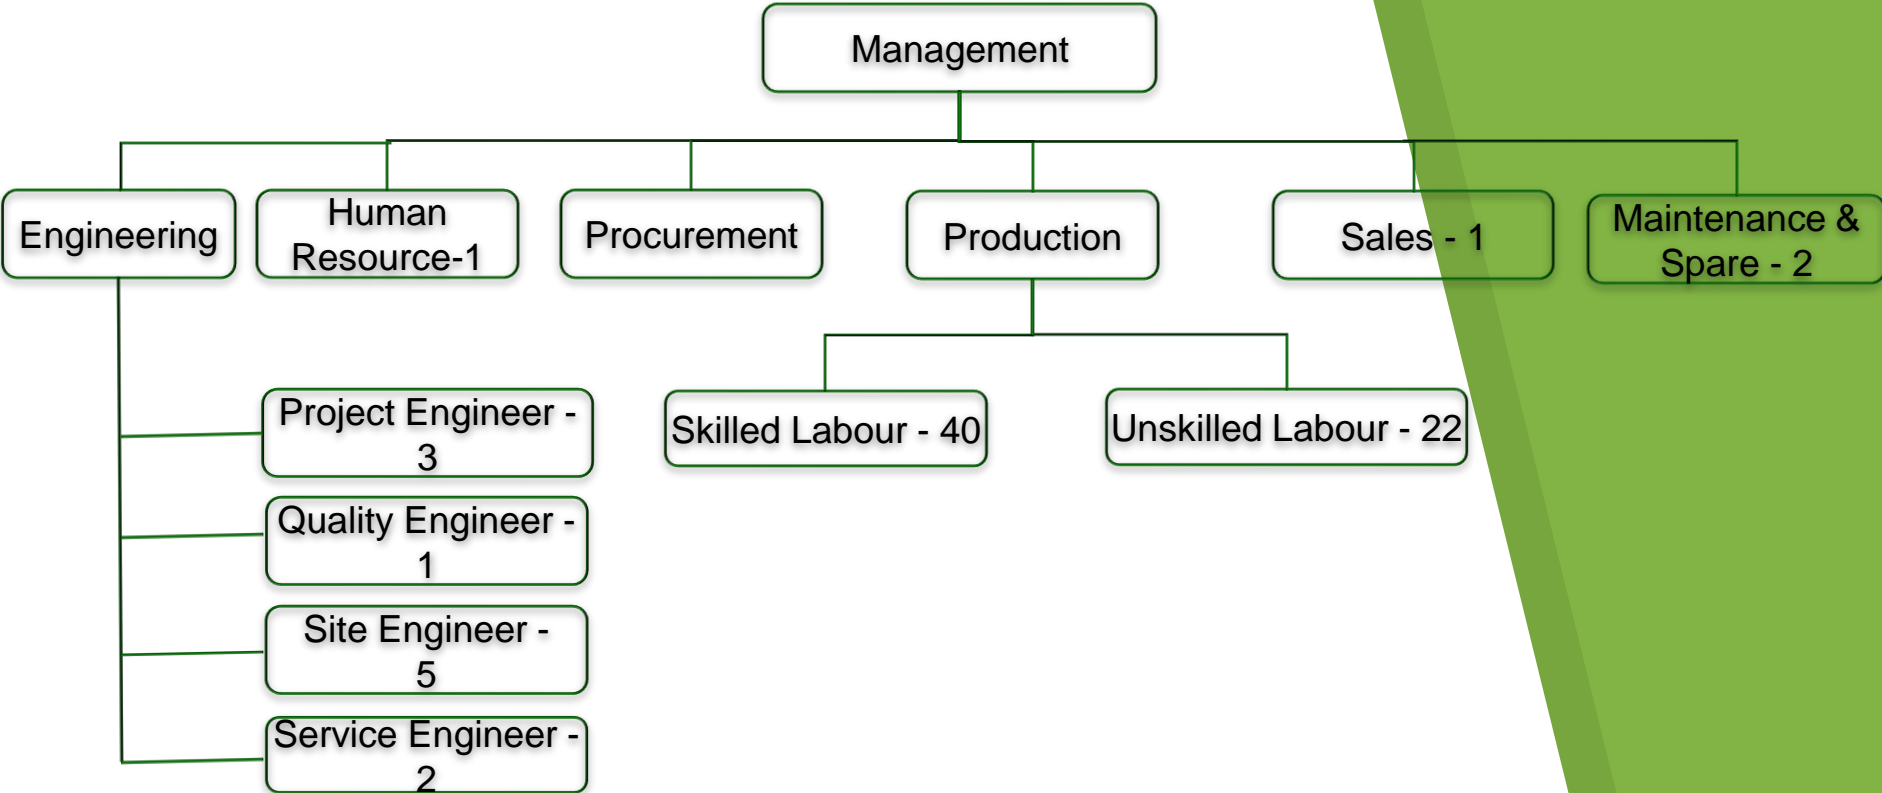 Management
Engineering
Human
Resource-1
Procurement
Production
Sales - 1
Maintenance &
Spare - 2
Project Engineer -
3
Quality Engineer -
1
Site Engineer -
5
Service Engineer -
2
Skilled Labour - 40
Unskilled Labour - 22